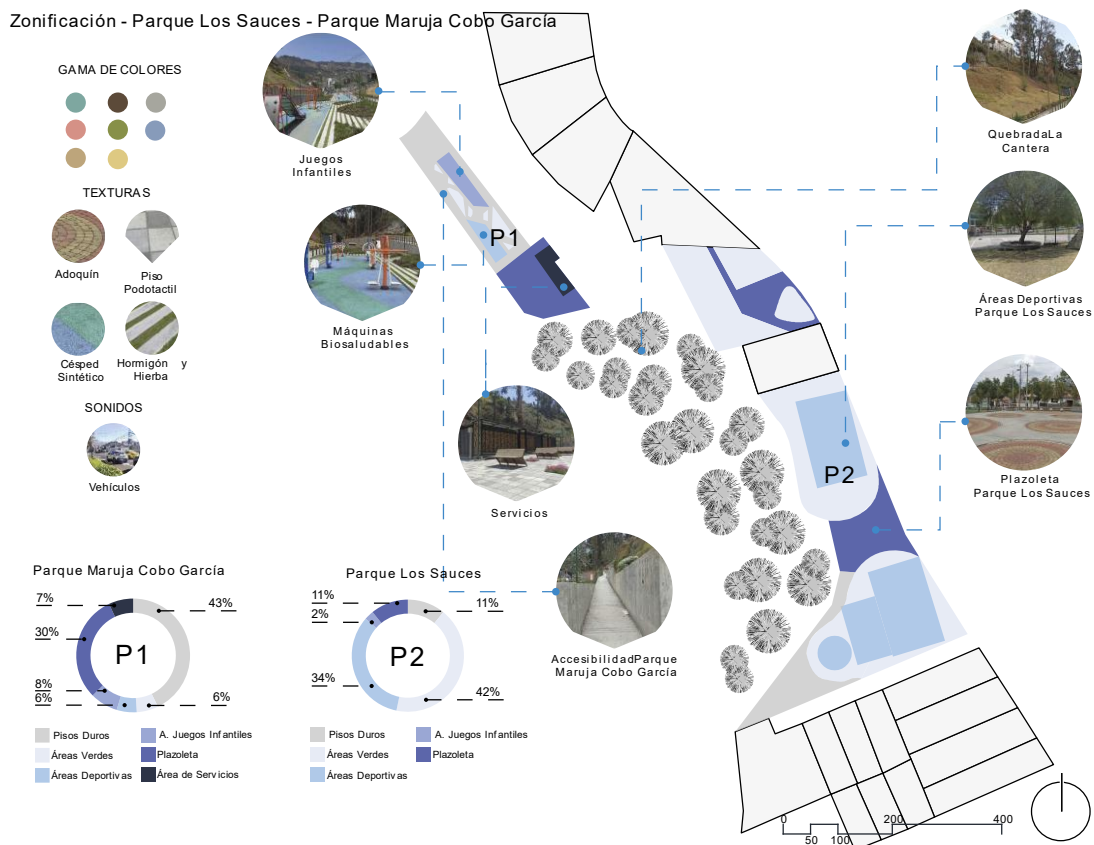 Zonificación - Parque Los Sauces - Parque Maruja Cobo García
GAMA DE COLORES
TEXTURAS
Adoquín
Piso
Podotactil
Césped
Sintético
Hormigón y
Hierba
SONIDOS
Vehículos
Juegos
Infantiles
Máquinas
Biosaludables
Servicios
Accesibilidad Parque
Maruja Cobo García
P1
P2
Quebrada La
Cantera
Áreas Deportivas
Parque Los Sauces
Plazoleta
Parque Los Sauces
Parque Maruja Cobo García
7%
43%
30%
8%
6%
6%
P1
Pisos Duros
A. Juegos Infantiles
Áreas Verdes
Plazoleta
Áreas Deportivas
Área de Servicios
Parque Los Sauces
11%
11%
2%
34%
42%
P2
Pisos Duros
A. Juegos Infantiles
Áreas Verdes
Plazoleta
Áreas Deportivas
0
200
400
50
100